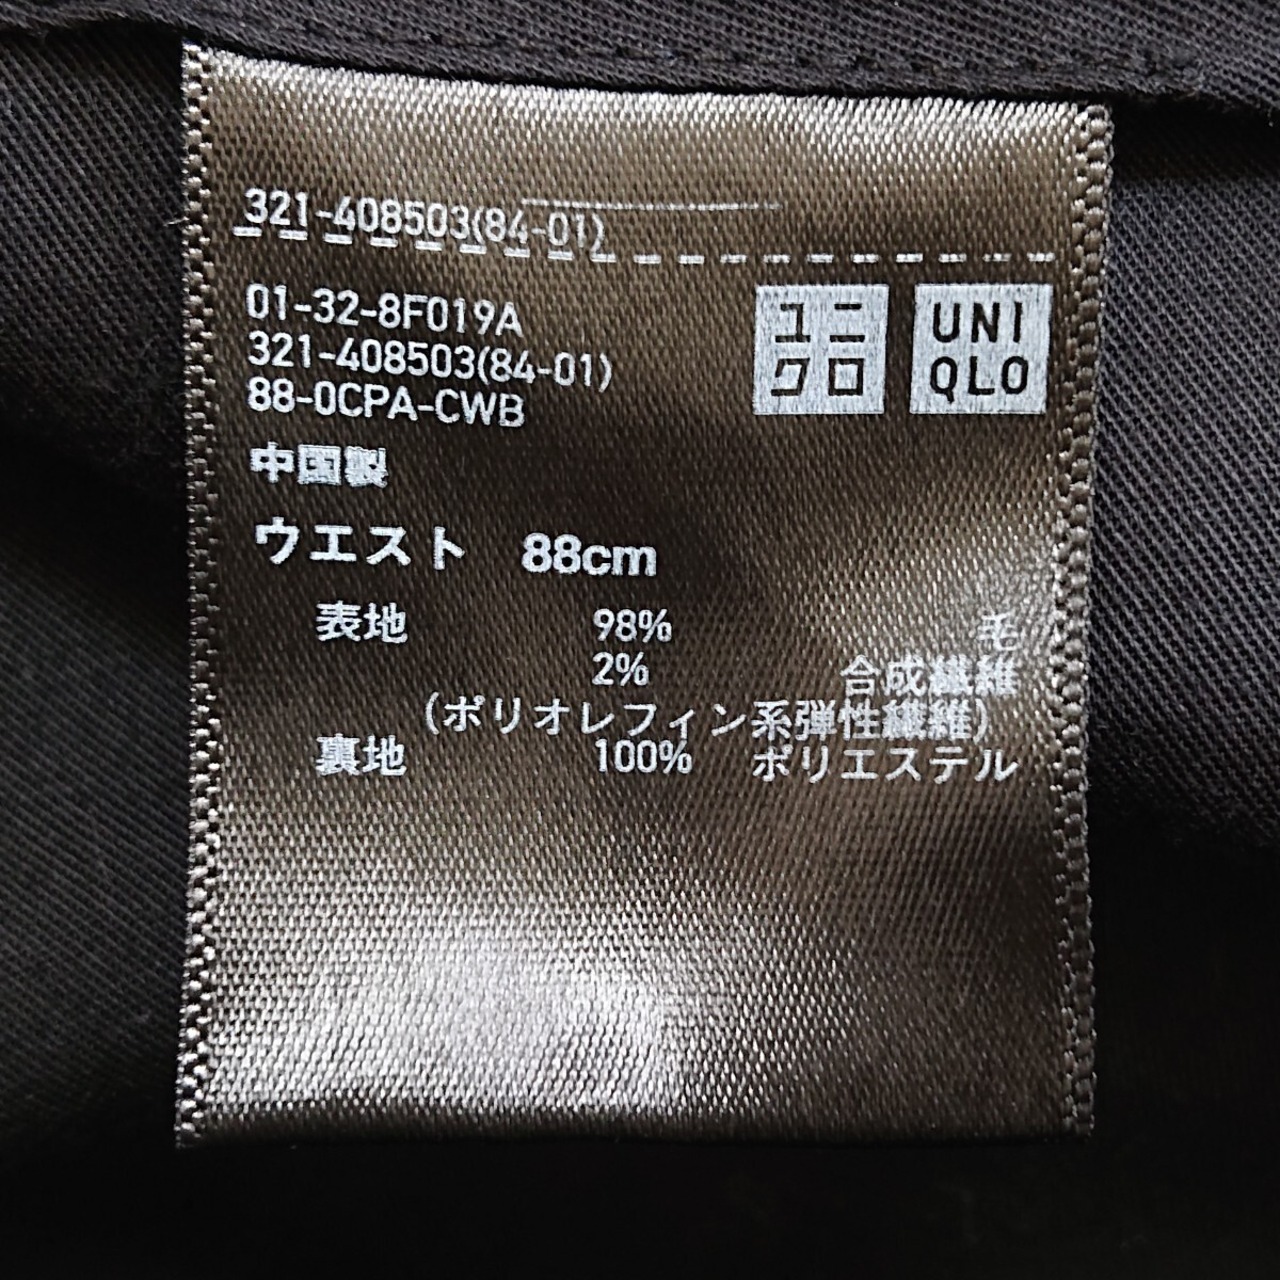 321-408503(84-01)
01-32-8F019A
321-408503(84-01)
88-0CPA-CWB
ユニ
クロ
UNI
QLO
中国製
ウエスト 88cm
表地 98% 毛
2% 合成繊維
(ポリオレフィン系弾性繊維)
裏地 100% ポリエステル